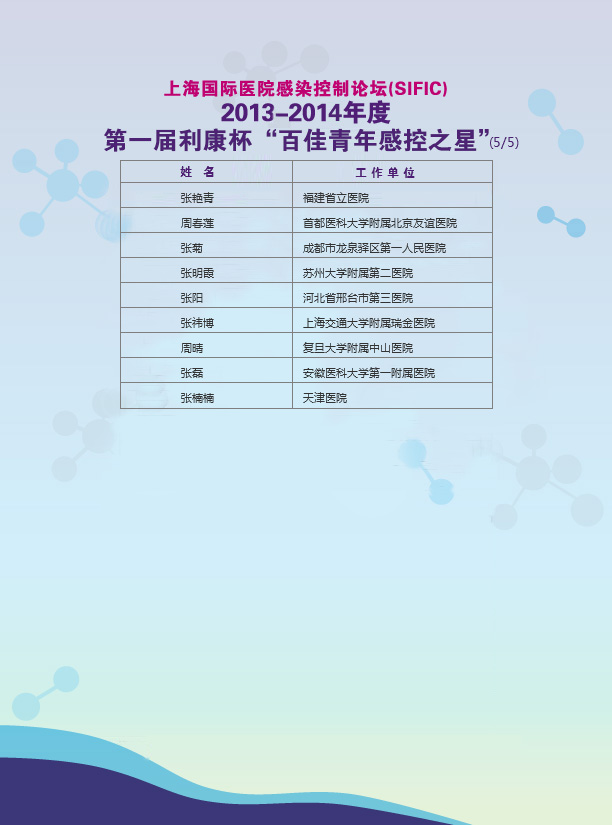 上海国际医院感染控制论坛(SIFIC)
2013–2014年度
第一届利康杯“百佳青年感控之星”(5/5)
姓 名 工 作 单 位
张艳青 福建省立医院
周春莲 首都医科大学附属北京友谊医院
张菊 成都市龙泉驿区第一人民医院
张明霞 苏州大学附属第二医院
张阳 河北省邢台市第三医院
张祎博 上海交通大学附属瑞金医院
周晴 复旦大学附属中山医院
张磊 安徽医科大学第一附属医院
张楠楠 天津医院